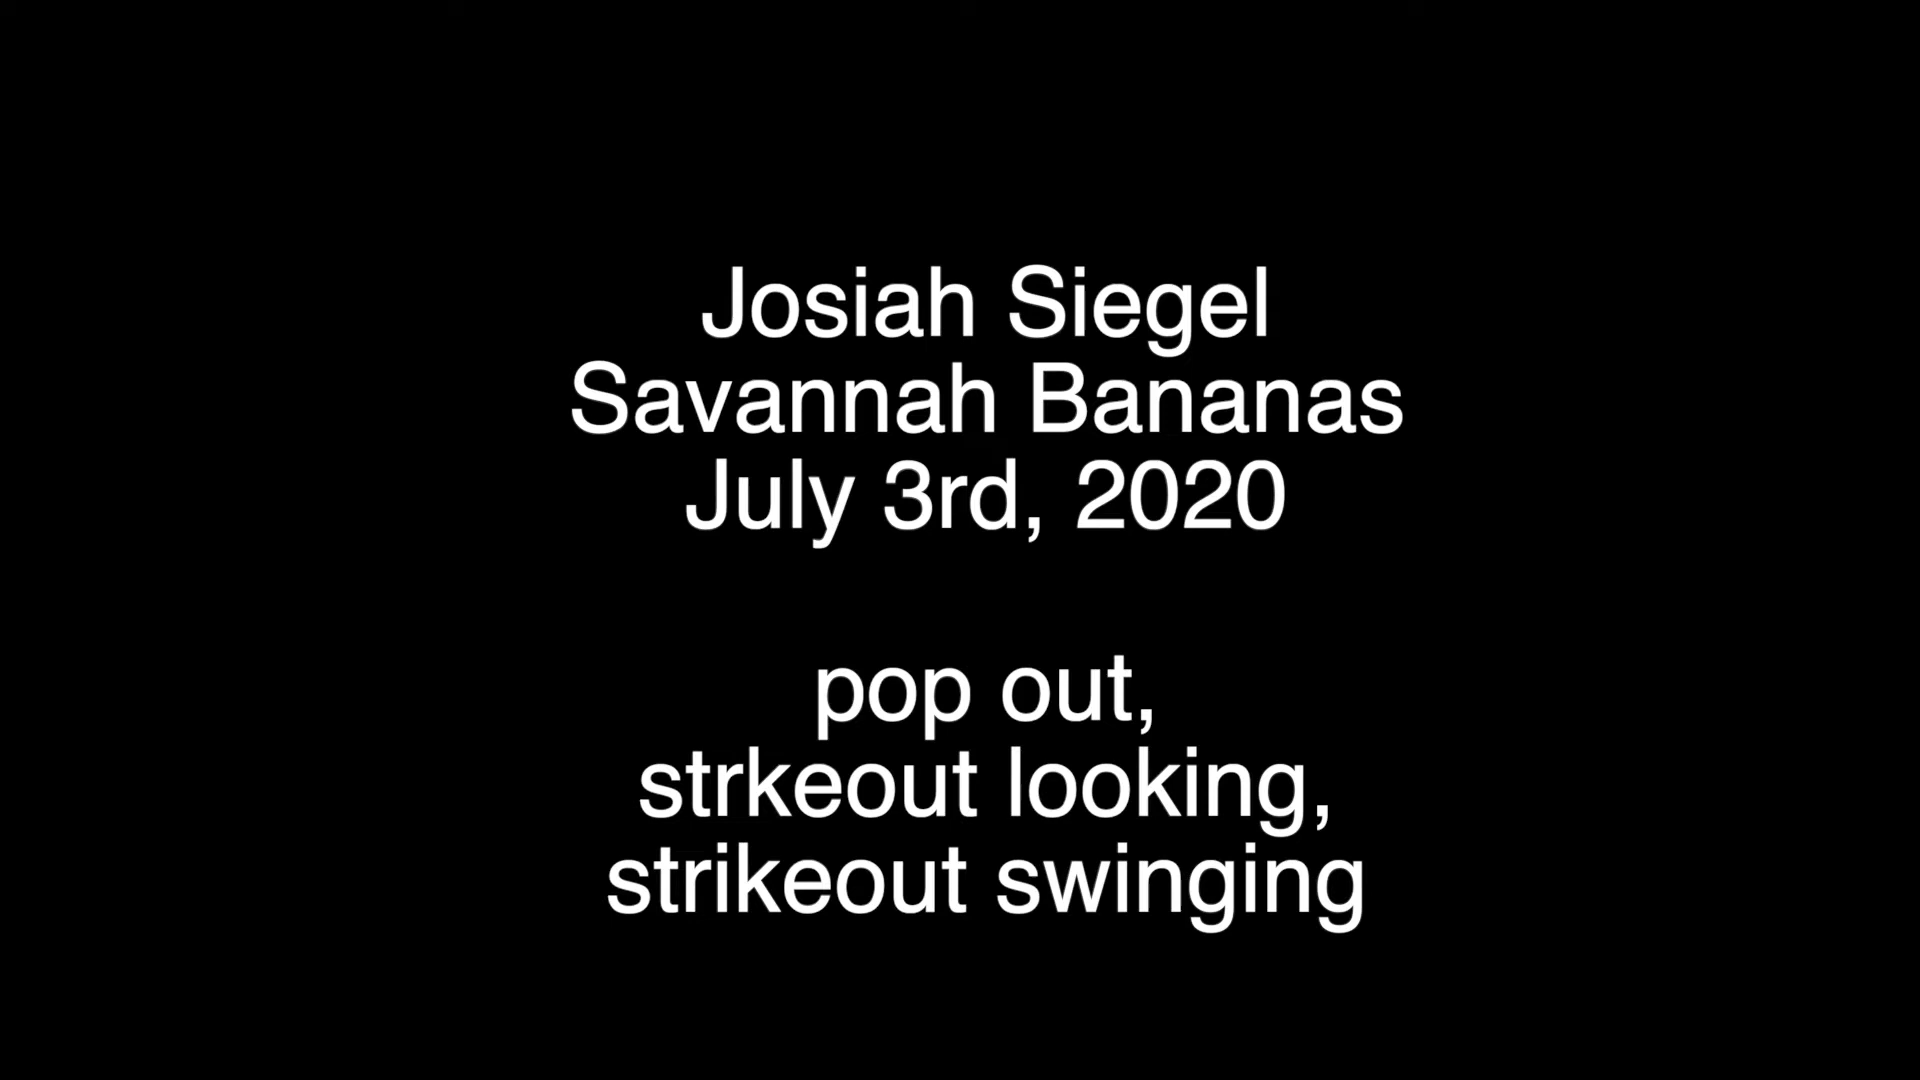 Josiah Siegel
Savannah Bananas
July 3rd, 2020
pop out,
strkeout looking,
strikeout swinging